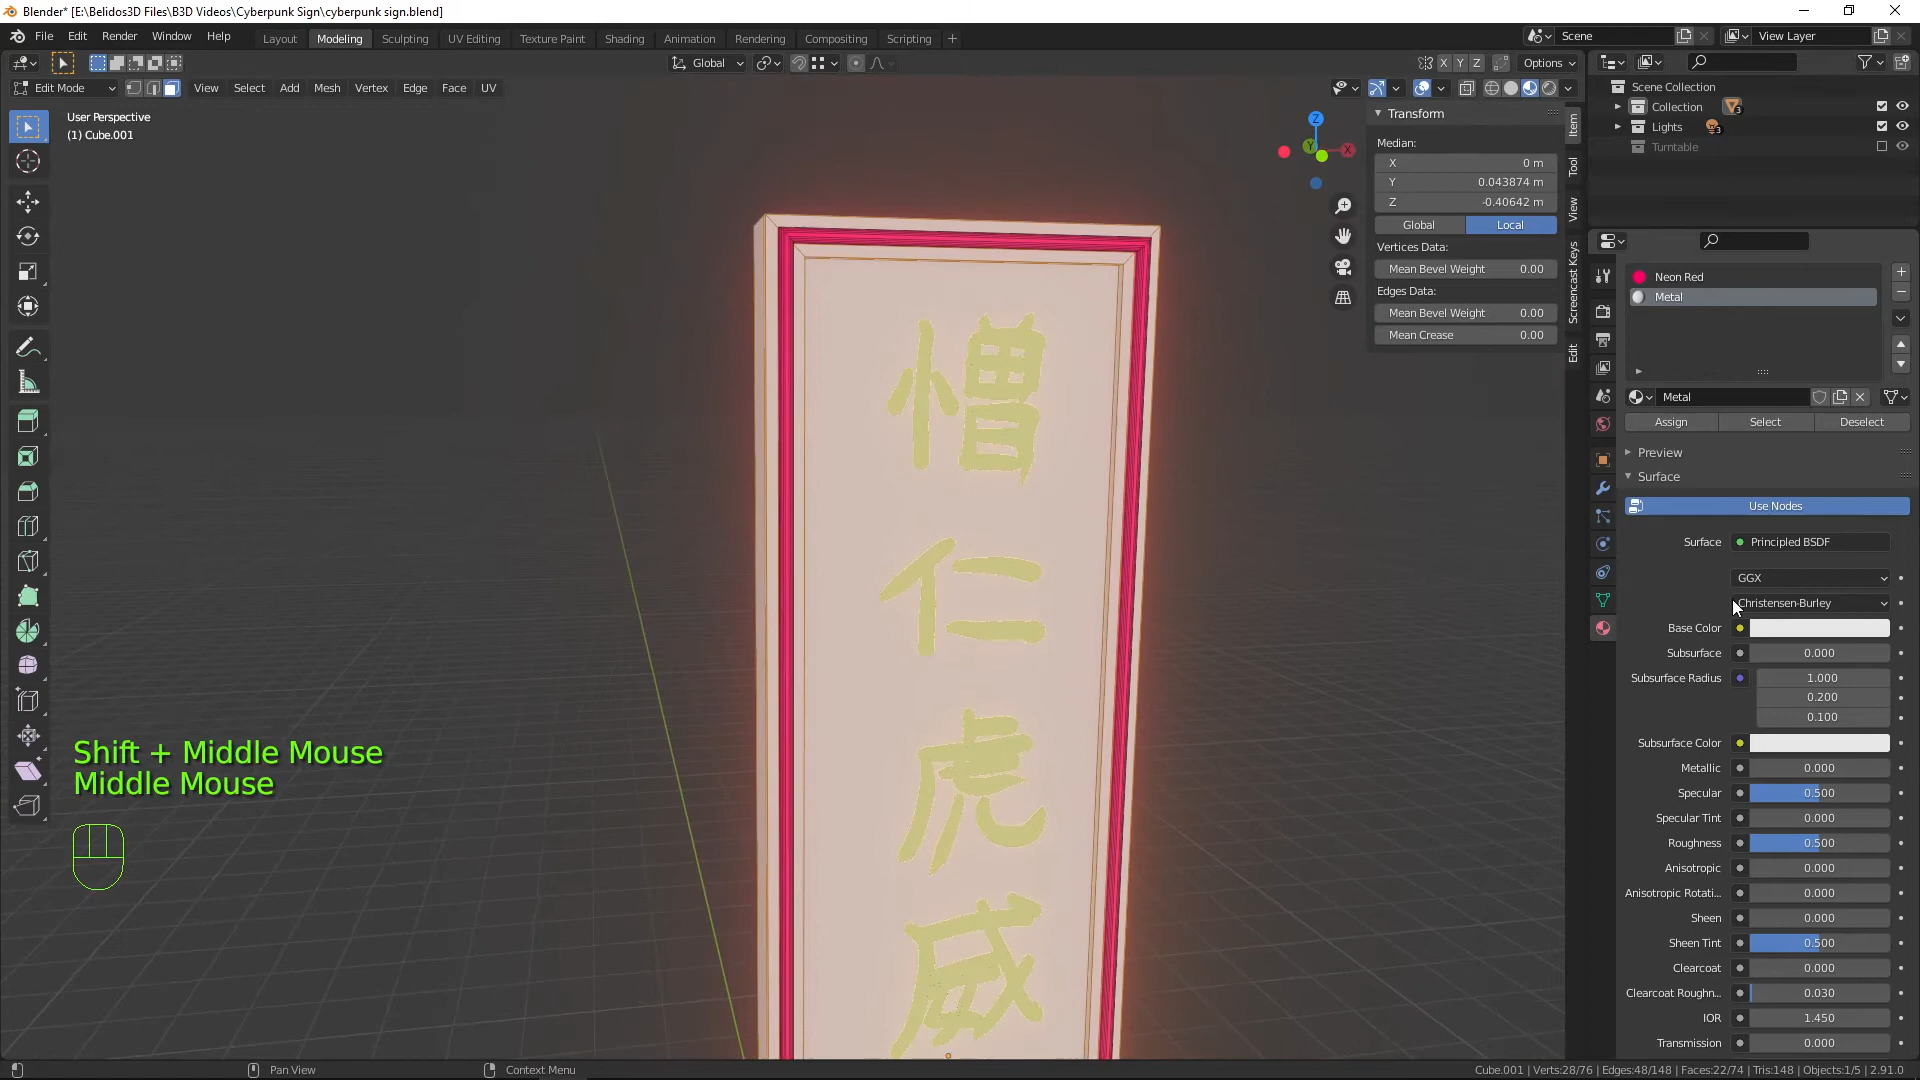 Blender* [E:\Belidos3D Files\B3D Videos\Cyberpunk Sign\cyberpunk sign.blend]
File Edit Render Window Help
Layout Modeling Sculpting UV Editing Texture Paint Shading Animation Rendering Compositing Scripting +
Scene
View Layer
Global
X Y Z
Options
Edit Mode
View Select Add Mesh Vertex Edge Face UV
User Perspective
(1) Cube.001
Z
Y
X
Transform
Median:
X 0 m
Y 0.043874 m
Z -0.40642 m
Global Local
Vertices Data:
Mean Bevel Weight 0.00
Edges Data:
Mean Bevel Weight 0.00
Mean Crease 0.00
Item
Tool
View
Screencast Keys
Edit
Scene Collection
Collection 3
Lights 3
Turntable
Neon Red
Metal
Metal
Assign Select Deselect
Preview
Surface
Use Nodes
Surface Principled BSDF
GGX
Christensen-Burley
Base Color
Subsurface 0.000
Subsurface Radius 1.000
0.200
0.100
Subsurface Color
Metallic 0.000
Specular 0.500
Specular Tint 0.000
Roughness 0.500
Anisotropic 0.000
Anisotropic Rotati... 0.000
Sheen 0.000
Sheen Tint 0.500
Clearcoat 0.000
Clearcoat Roughn... 0.030
IOR 1.450
Transmission 0.000
憎
仁
虎
威
Shift + Middle Mouse
Middle Mouse
Pan View
Context Menu
Cube.001 | Verts:28/76 | Edges:48/148 | Faces:22/74 | Tris:148 | Objects:1/5 | 2.91.0